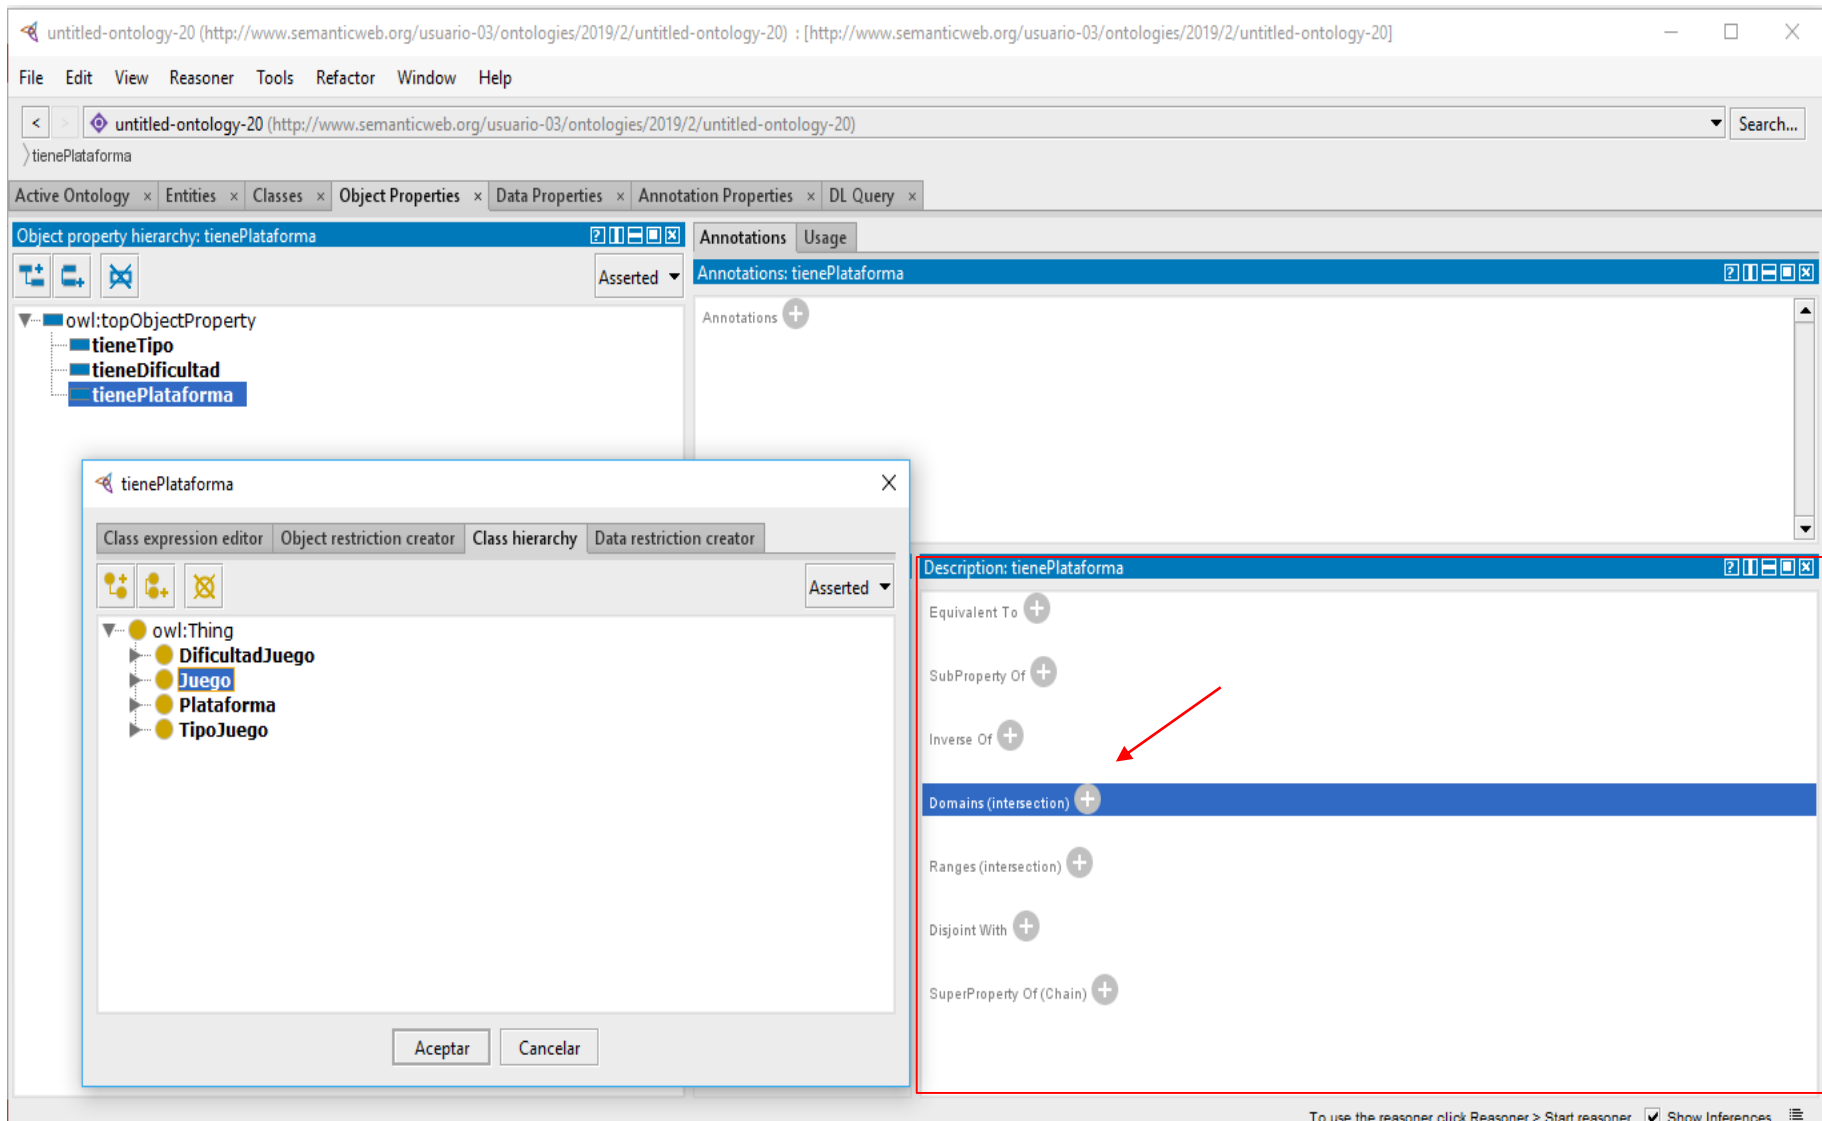 untitled-ontology-20 (http://www.semanticweb.org/usuario-03/ontologies/2019/2/untitled-ontology-20) : [http://www.semanticweb.org/usuario-03/ontologies/2019/2/untitled-ontology-20]
File Edit View Reasoner Tools Refactor Window Help
untitled-ontology-20 (http://www.semanticweb.org/usuario-03/ontologies/2019/2/untitled-ontology-20) Search...
tienePlataforma
Active Ontology × Entities × Classes × Object Properties × Data Properties × Annotation Properties × DL Query ×
Object property hierarchy: tienePlataforma
Asserted
owl:topObjectProperty
tieneTipo
tieneDificultad
tienePlataforma
Annotations Usage
Annotations: tienePlataforma
Annotations
tienePlataforma
Class expression editor Object restriction creator Class hierarchy Data restriction creator
Asserted
owl:Thing
DificultadJuego
Juego
Plataforma
TipoJuego
Aceptar Cancelar
Description: tienePlataforma
Equivalent To
SubProperty Of
Inverse Of
Domains (intersection)
Ranges (intersection)
Disjoint With
SuperProperty Of (Chain)
To use the reasoner click Reasoner > Start reasoner Show Inferences